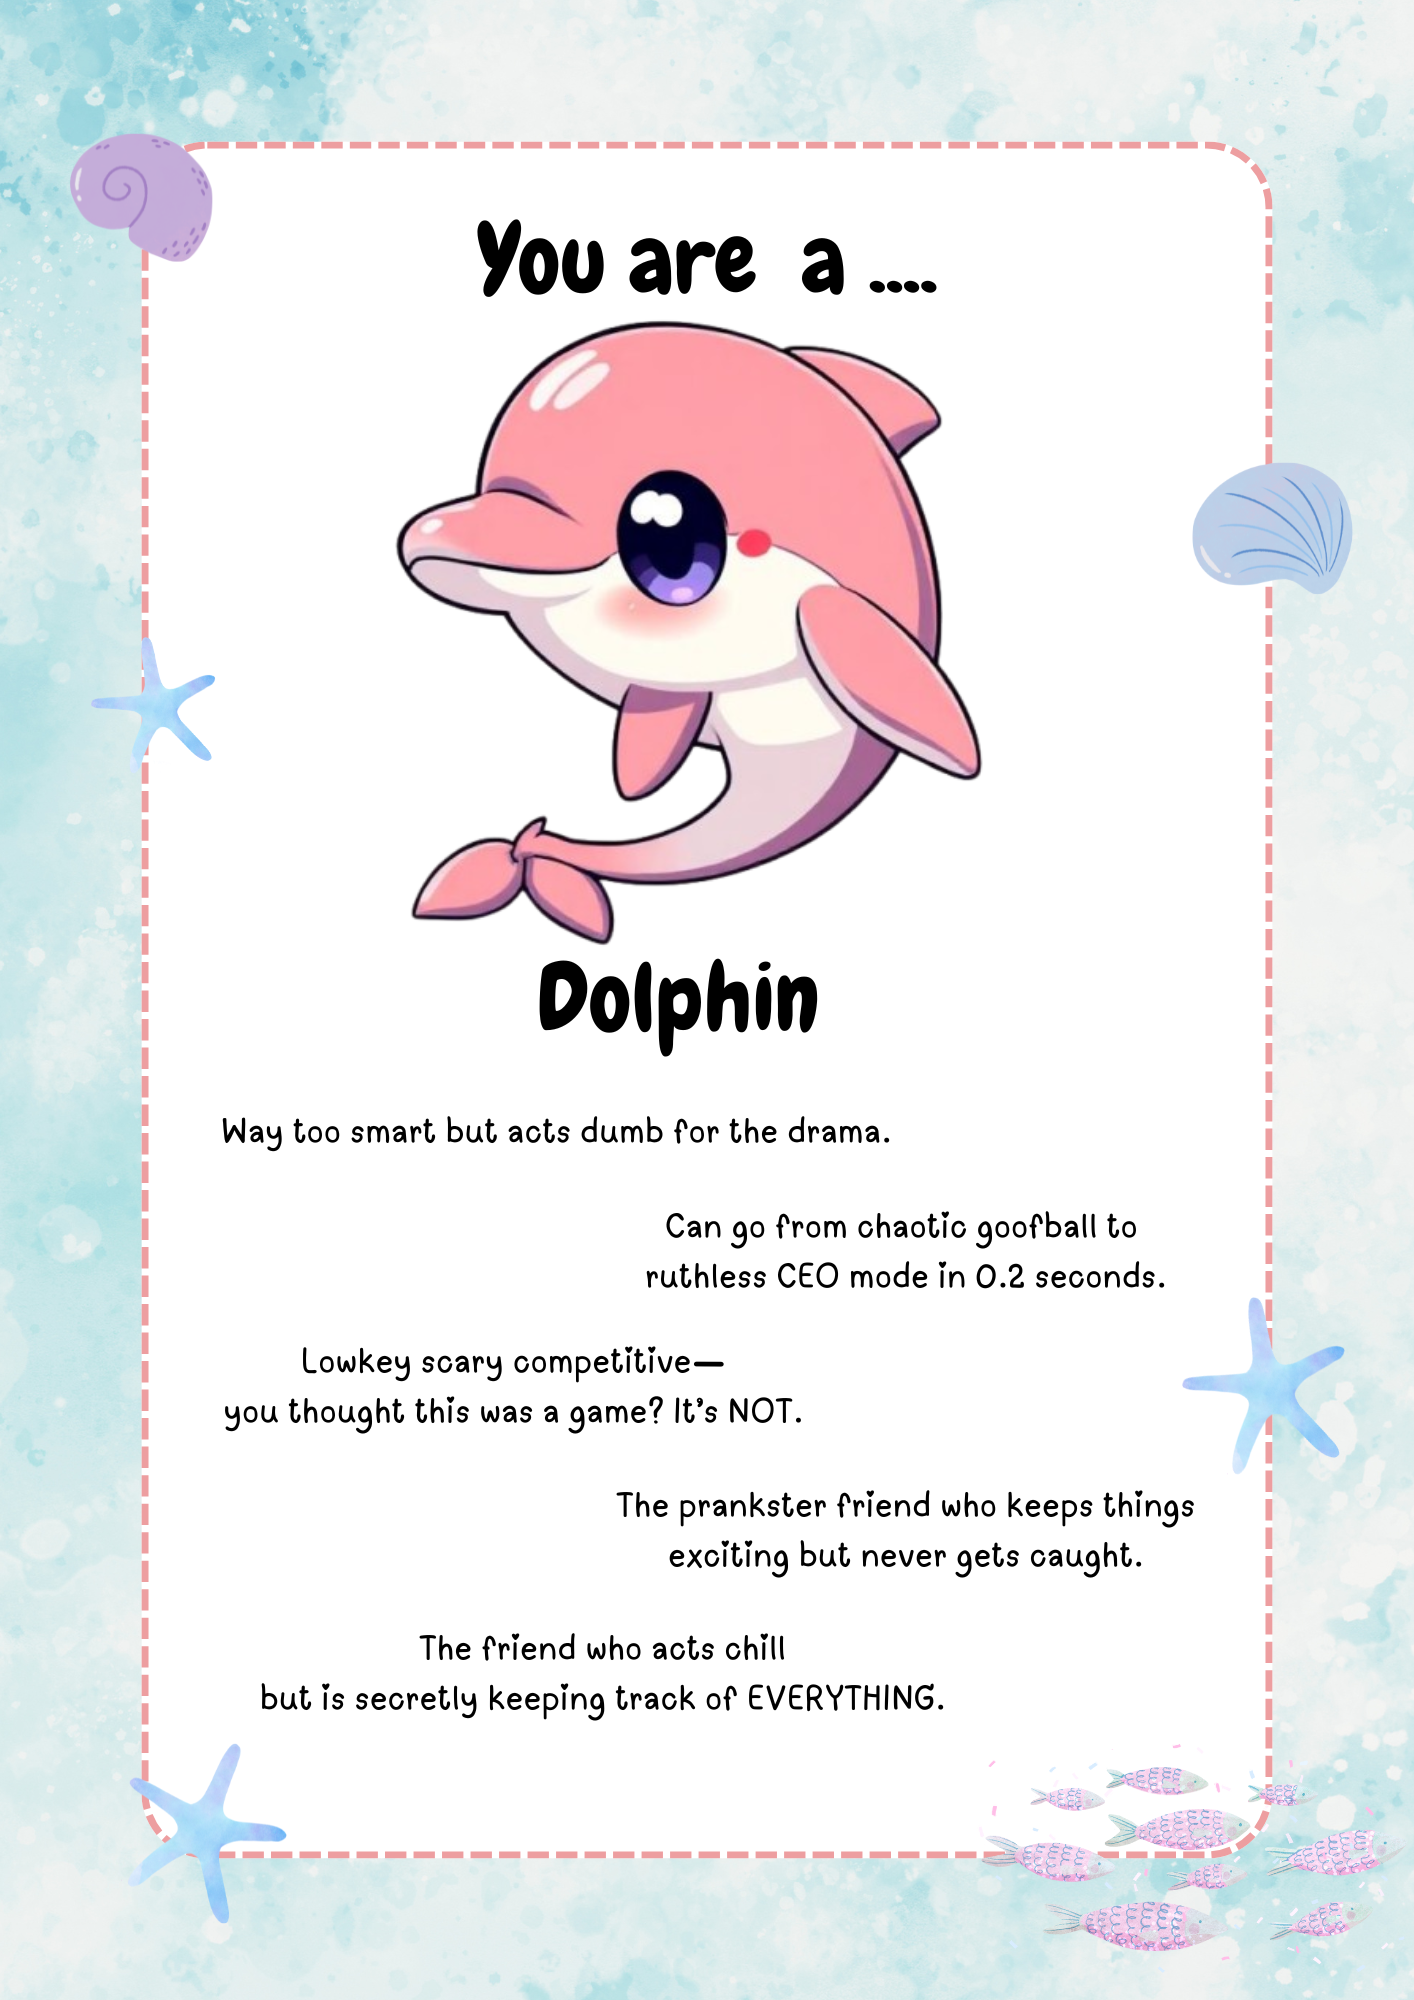 You are a ....
Dolphin
Way too smart but acts dumb for the drama.
Can go from chaotic goofball to
ruthless CEO mode in 0.2 seconds.
Lowkey scary competitive—
you thought this was a game? It's NOT.
The prankster friend who keeps things
exciting but never gets caught.
The friend who acts chill
but is secretly keeping track of EVERYTHING.